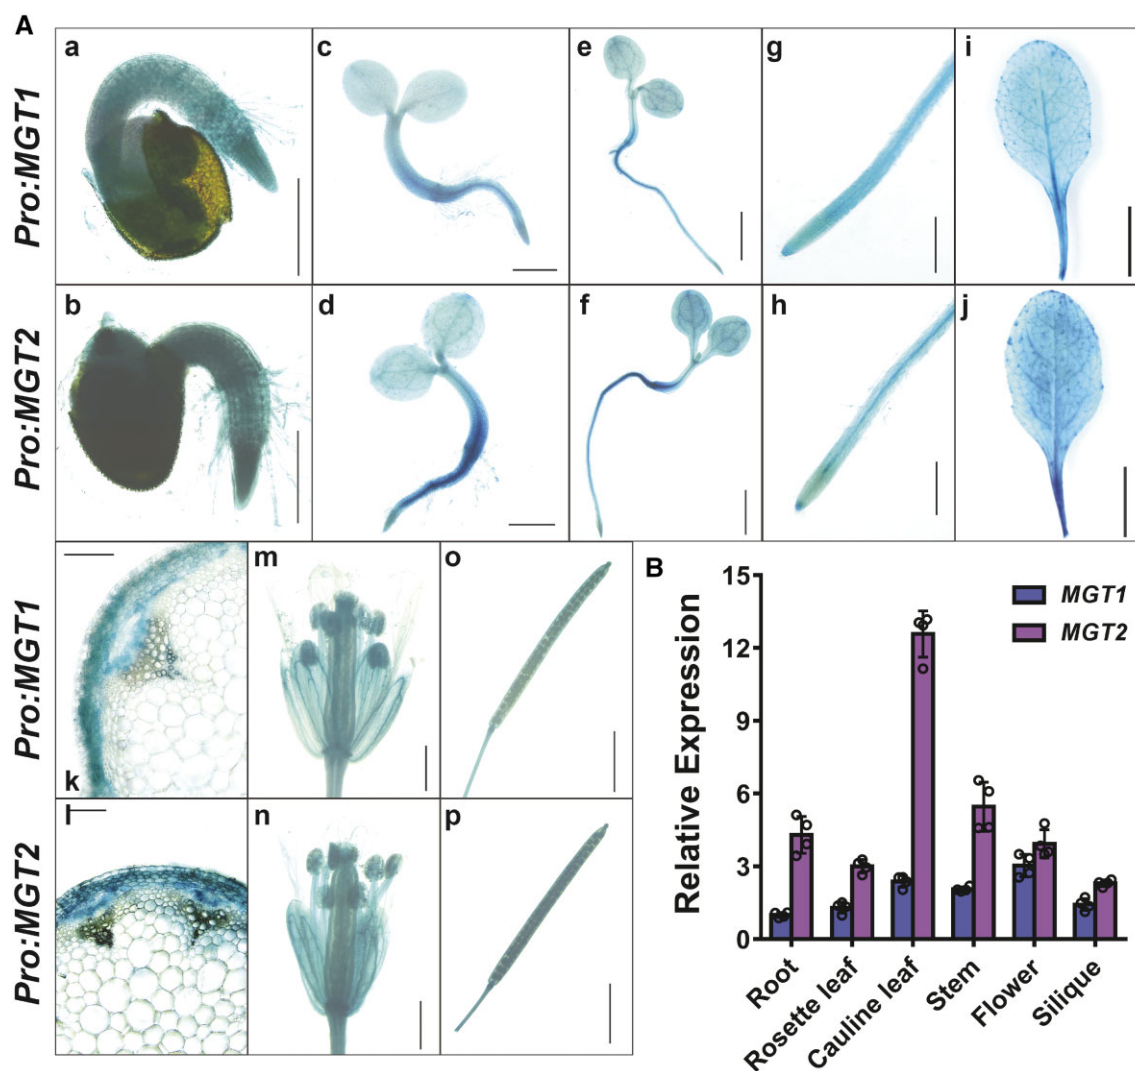 A
Pro:MGT1
a
c
e
g
i
Pro:MGT2
b
d
f
h
j
Pro:MGT1
k
m
o
Pro:MGT2
l
n
p
B
15
12
9
6
3
0
Relative Expression
MGT1
MGT2
Root
Rosette leaf
Cauline leaf
Stem
Flower
Silique